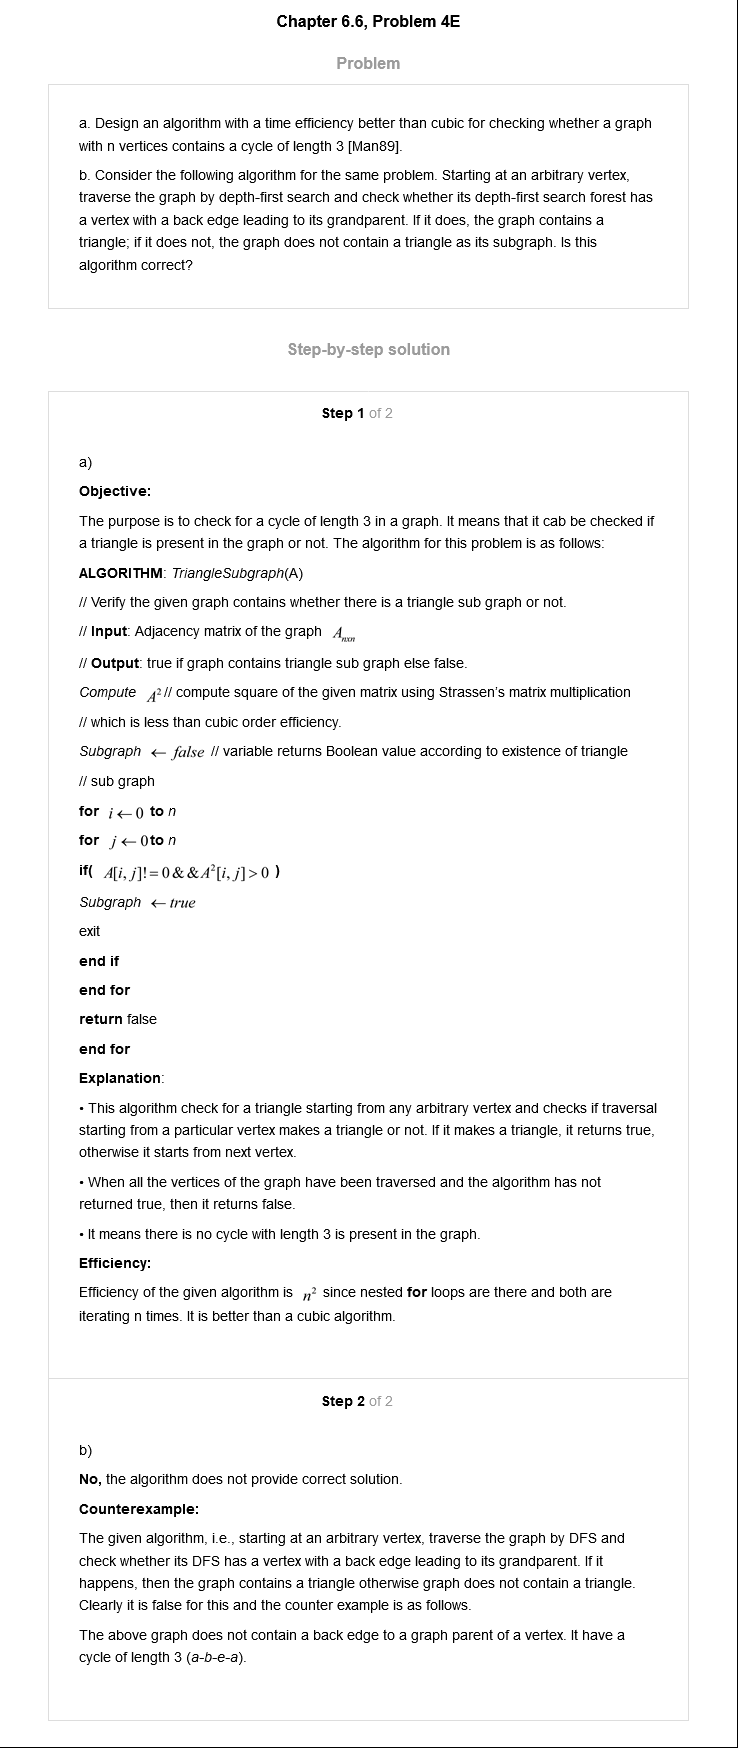 Chapter 6.6, Problem 4E
Problem
a. Design an algorithm with a time efficiency better than cubic for checking whether a graph
with n vertices contains a cycle of length 3 [Man89].
b. Consider the following algorithm for the same problem. Starting at an arbitrary vertex,
traverse the graph by depth-first search and check whether its depth-first search forest has
a vertex with a back edge leading to its grandparent. If it does, the graph contains a
triangle; if it does not, the graph does not contain a triangle as its subgraph. Is this
algorithm correct?
Step-by-step solution
Step 1 of 2
a)
Objective:
The purpose is to check for a cycle of length 3 in a graph. It means that it cab be checked if
a triangle is present in the graph or not. The algorithm for this problem is as follows:
ALGORITHM: TriangleSubgraph(A)
// Verify the given graph contains whether there is a triangle sub graph or not.
// Input: Adjacency matrix of the graph A_{nxn}
// Output: true if graph contains triangle sub graph else false.
Compute A² // compute square of the given matrix using Strassen's matrix multiplication
// which is less than cubic order efficiency.
Subgraph ← false // variable returns Boolean value according to existence of triangle
// sub graph
for i ← 0 to n
for j ← 0 to n
if( A[i, j]! = 0 & & A²[i, j] > 0 )
Subgraph ← true
exit
end if
end for
return false
end for
Explanation:
• This algorithm check for a triangle starting from any arbitrary vertex and checks if traversal
starting from a particular vertex makes a triangle or not. If it makes a triangle, it returns true,
otherwise it starts from next vertex.
• When all the vertices of the graph have been traversed and the algorithm has not
returned true, then it returns false.
• It means there is no cycle with length 3 is present in the graph.
Efficiency:
Efficiency of the given algorithm is n² since nested for loops are there and both are
iterating n times. It is better than a cubic algorithm.
Step 2 of 2
b)
No, the algorithm does not provide correct solution.
Counterexample:
The given algorithm, i.e., starting at an arbitrary vertex, traverse the graph by DFS and
check whether its DFS has a vertex with a back edge leading to its grandparent. If it
happens, then the graph contains a triangle otherwise graph does not contain a triangle.
Clearly it is false for this and the counter example is as follows.
The above graph does not contain a back edge to a graph parent of a vertex. It have a
cycle of length 3 (a-b-e-a).